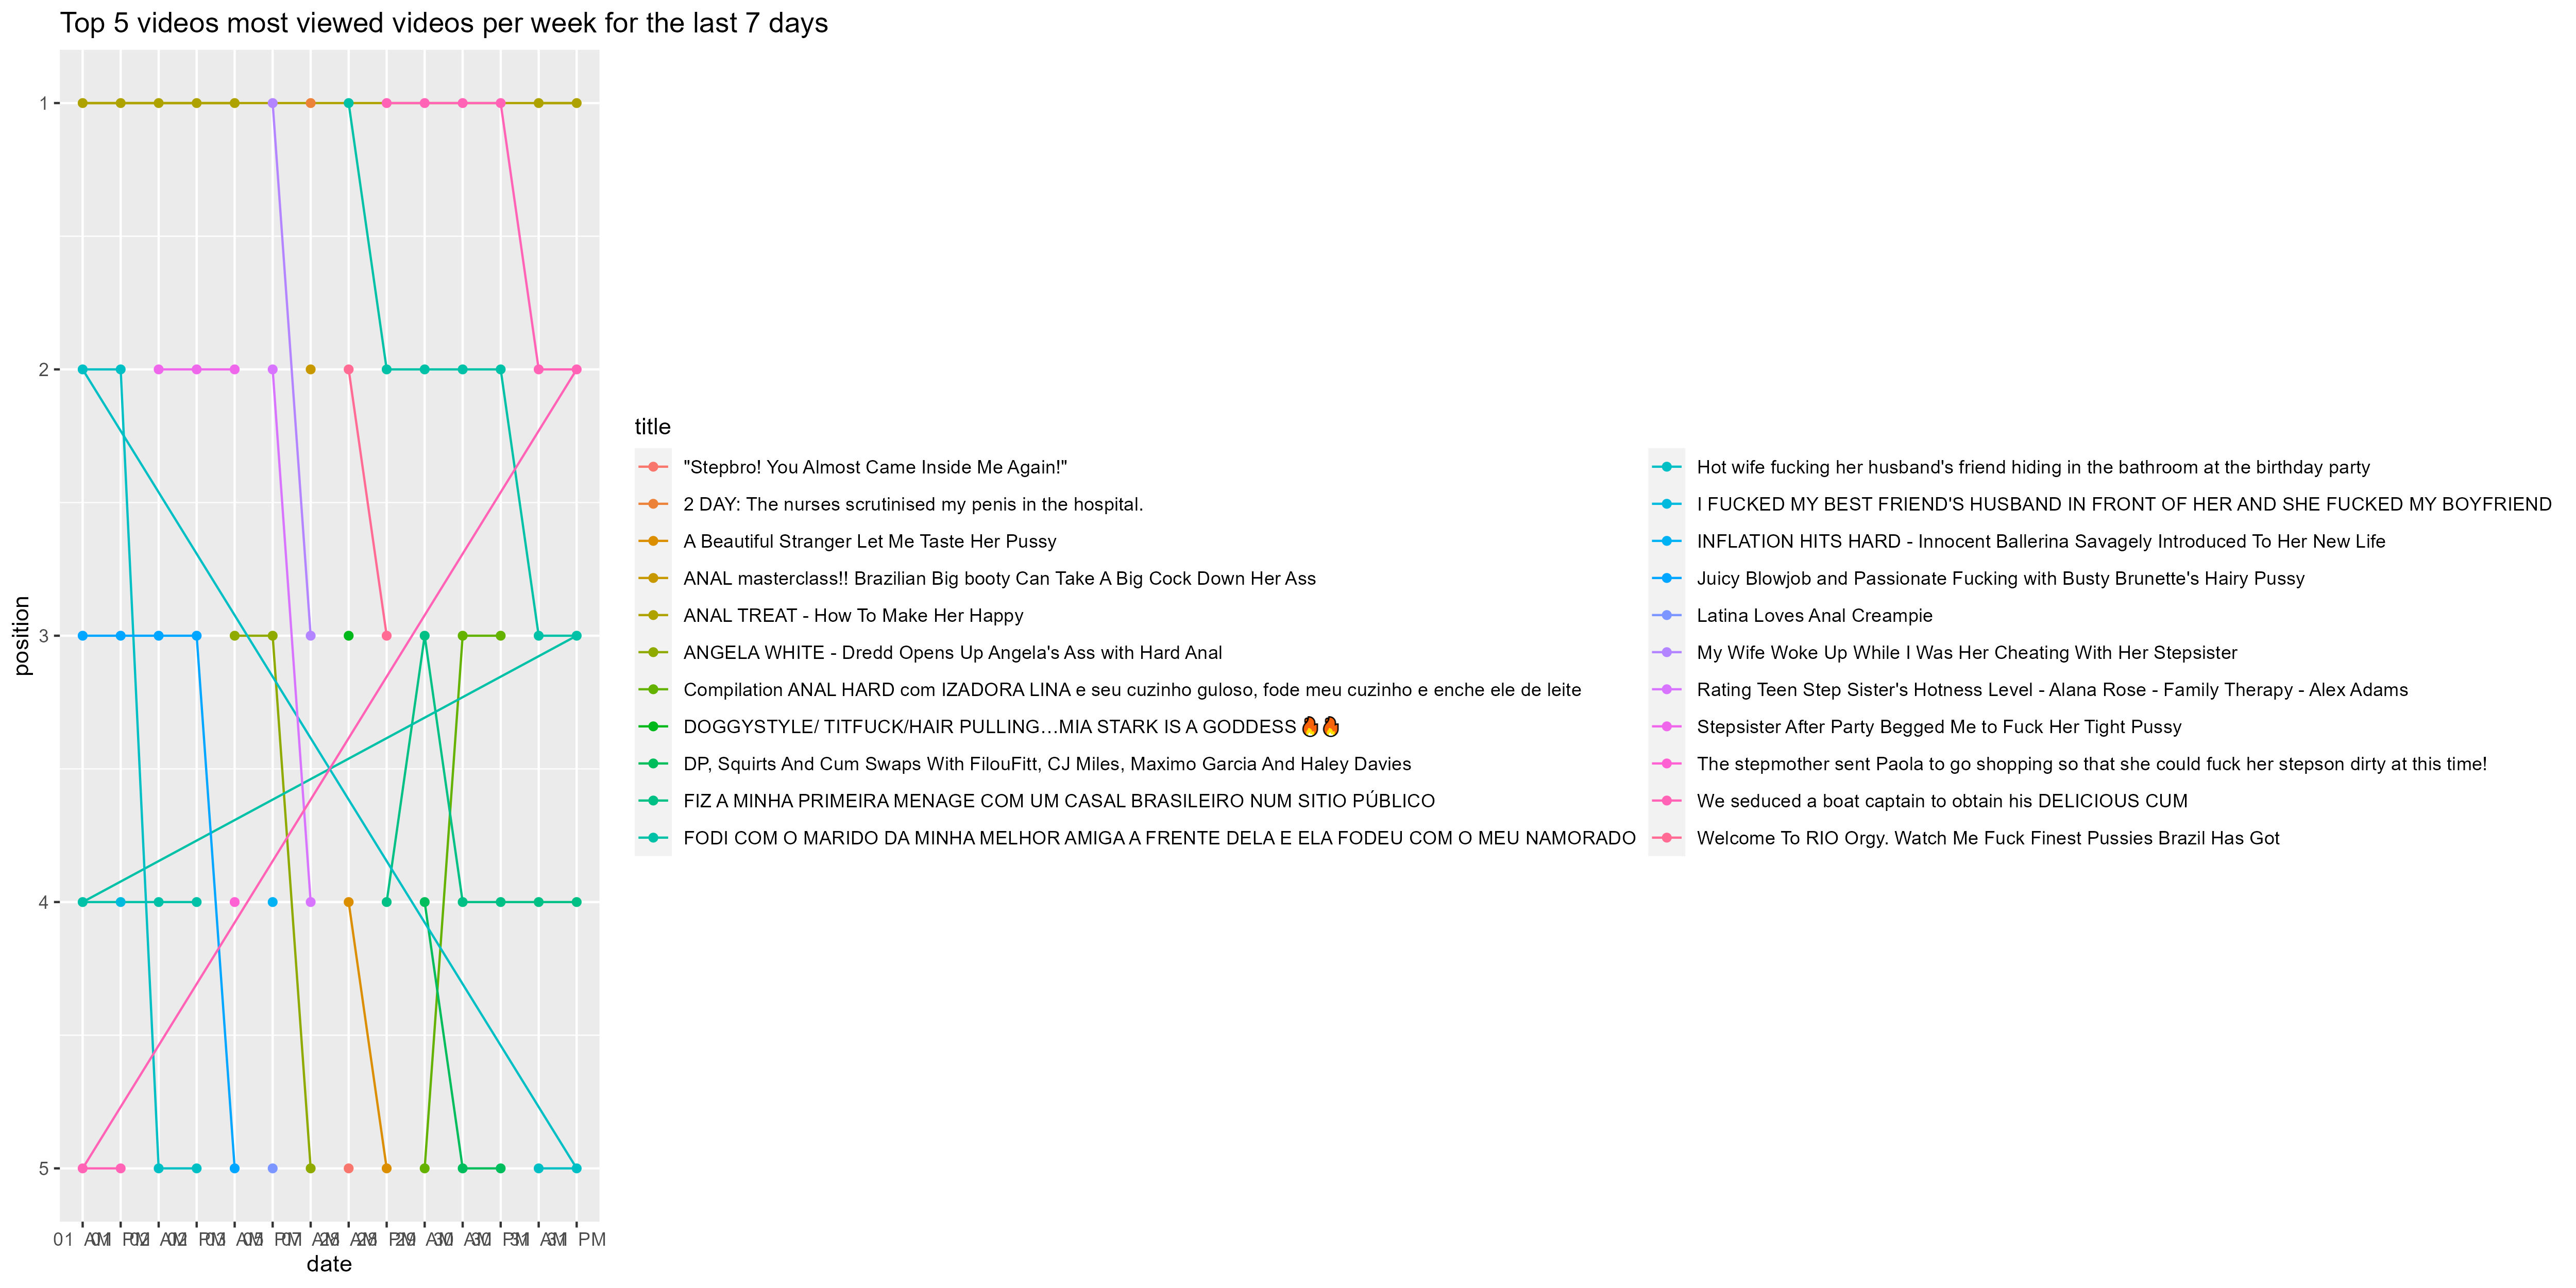 Top 5 videos most viewed videos per week for the last 7 days
1
2
3
4
5
position
date
title
"Stepbro! You Almost Came Inside Me Again!"
2 DAY: The nurses scrutinised my penis in the hospital.
A Beautiful Stranger Let Me Taste Her Pussy
ANAL masterclass!! Brazilian Big booty Can Take A Big Cock Down Her Ass
ANAL TREAT - How To Make Her Happy
ANGELA WHITE - Dredd Opens Up Angela's Ass with Hard Anal
Compilation ANAL HARD com IZADORA LINA e seu cuzinho guloso, fode meu cuzinho e enche ele de leite
DOGGYSTYLE/ TITFUCK/HAIR PULLING…MIA STARK IS A GODDESS 🔥🔥
DP, Squirts And Cum Swaps With FilouFitt, CJ Miles, Maximo Garcia And Haley Davies
FIZ A MINHA PRIMEIRA MENAGE COM UM CASAL BRASILEIRO NUM SITIO PÚBLICO
FODI COM O MARIDO DA MINHA MELHOR AMIGA A FRENTE DELA E ELA FODEU COM O MEU NAMORADO
Hot wife fucking her husband's friend hiding in the bathroom at the birthday party
I FUCKED MY BEST FRIEND'S HUSBAND IN FRONT OF HER AND SHE FUCKED MY BOYFRIEND
INFLATION HITS HARD - Innocent Ballerina Savagely Introduced To Her New Life
Juicy Blowjob and Passionate Fucking with Busty Brunette's Hairy Pussy
Latina Loves Anal Creampie
My Wife Woke Up While I Was Her Cheating With Her Stepsister
Rating Teen Step Sister's Hotness Level - Alana Rose - Family Therapy - Alex Adams
Stepsister After Party Begged Me to Fuck Her Tight Pussy
The stepmother sent Paola to go shopping so that she could fuck her stepson dirty at this time!
We seduced a boat captain to obtain his DELICIOUS CUM
Welcome To RIO Orgy. Watch Me Fuck Finest Pussies Brazil Has Got